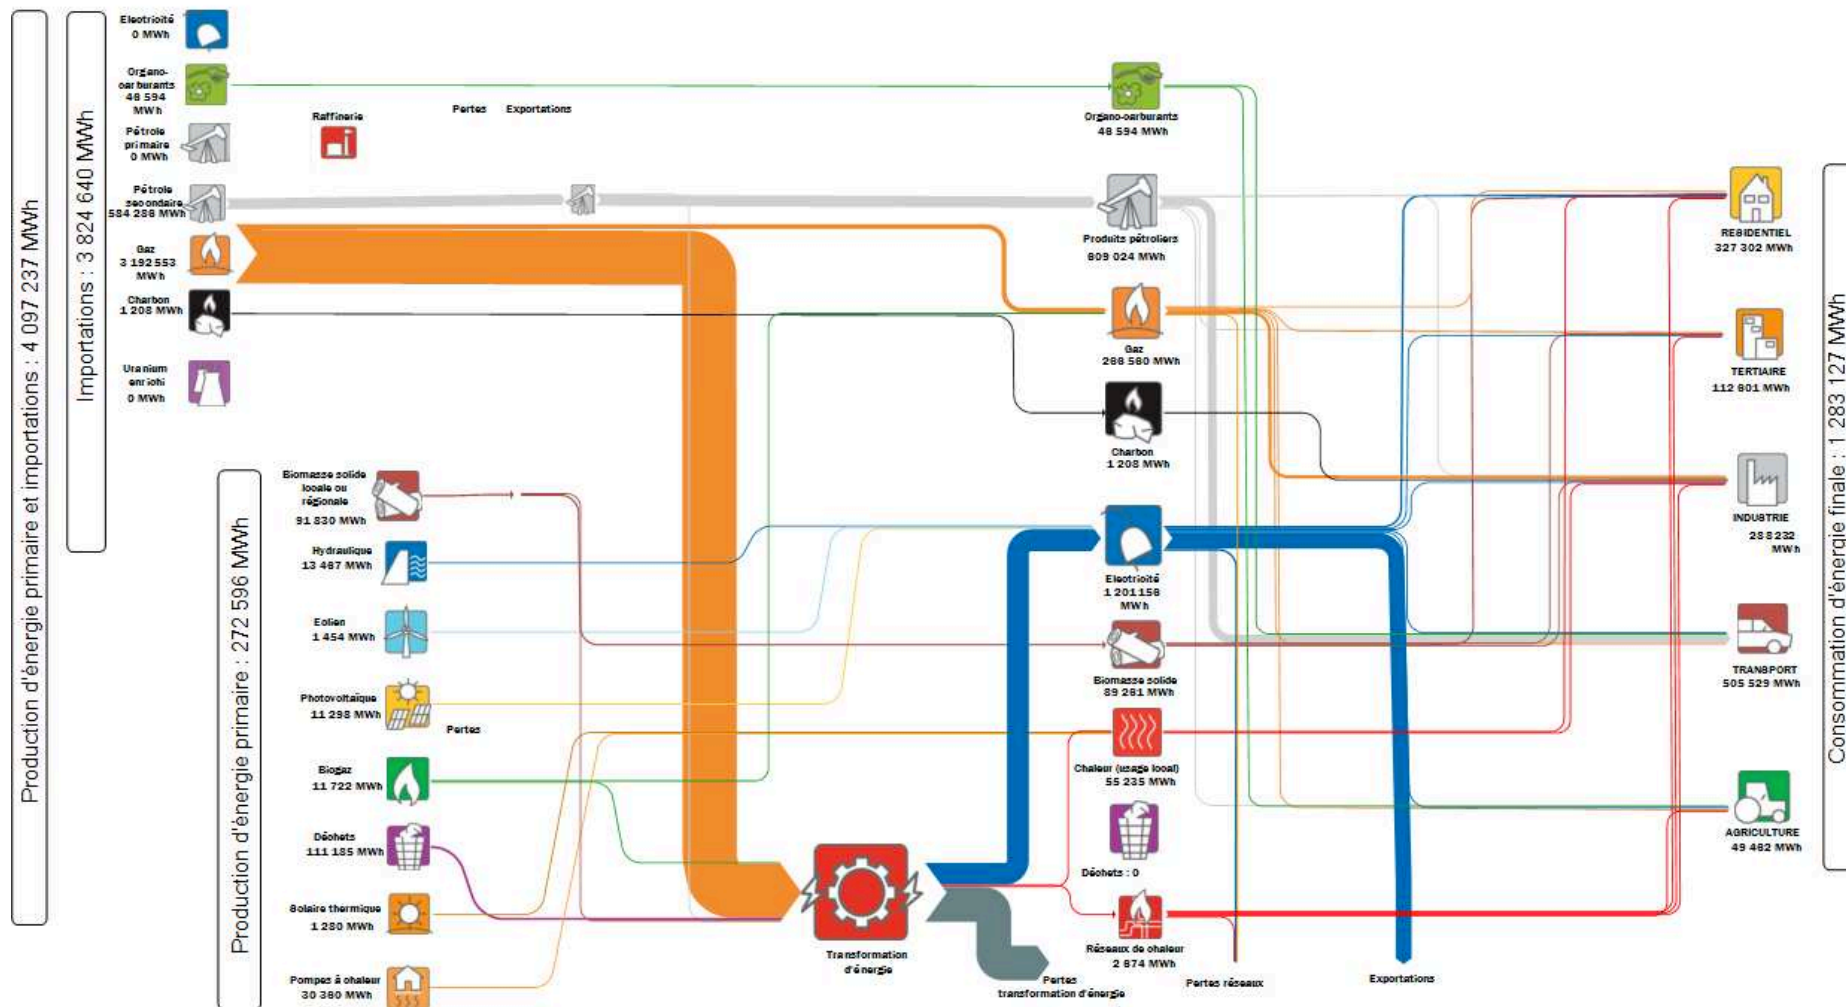 Production d'énergie primaire et importations : 4 097 237 MWh
Importations : 3 824 640 MWh
Electricité
0 MWh
Organo-
carburants
48 594
MWh
Pétrole
primaire
0 MWh
Pétrole
secondaire
584 286 MWh
Gaz
3 192 553
MWh
Charbon
1 208 MWh
Uranium
enrichi
0 MWh
Raffinerie
Pertes
Exportations
Production d'énergie primaire : 272 596 MWh
Biomasse solide
locale ou
régionale
91 830 MWh
Hydraulique
13 467 MWh
Eolien
1 454 MWh
Photovoltaïque
11 298 MWh
Pertes
Biogaz
11 722 MWh
Déchets
111 185 MWh
Solaire thermique
1 280 MWh
Pompes à chaleur
30 360 MWh
Transformation
d'énergie
Pertes
transformation d'énergie
Organo-carburants
48 594 MWh
Produits pétroliers
609 024 MWh
Gaz
266 560 MWh
Charbon
1 208 MWh
Electricité
1 201 156
MWh
Biomasse solide
89 261 MWh
Chaleur (usage local)
55 235 MWh
Déchets : 0
Réseaux de chaleur
2 674 MWh
Pertes réseaux
Exportations
RESIDENTIEL
327 302 MWh
TERTIAIRE
112 601 MWh
INDUSTRIE
288 232
MWh
TRANSPORT
505 529 MWh
AGRICULTURE
49 462 MWh
Consommation d'énergie finale : 1 283 127 MWh